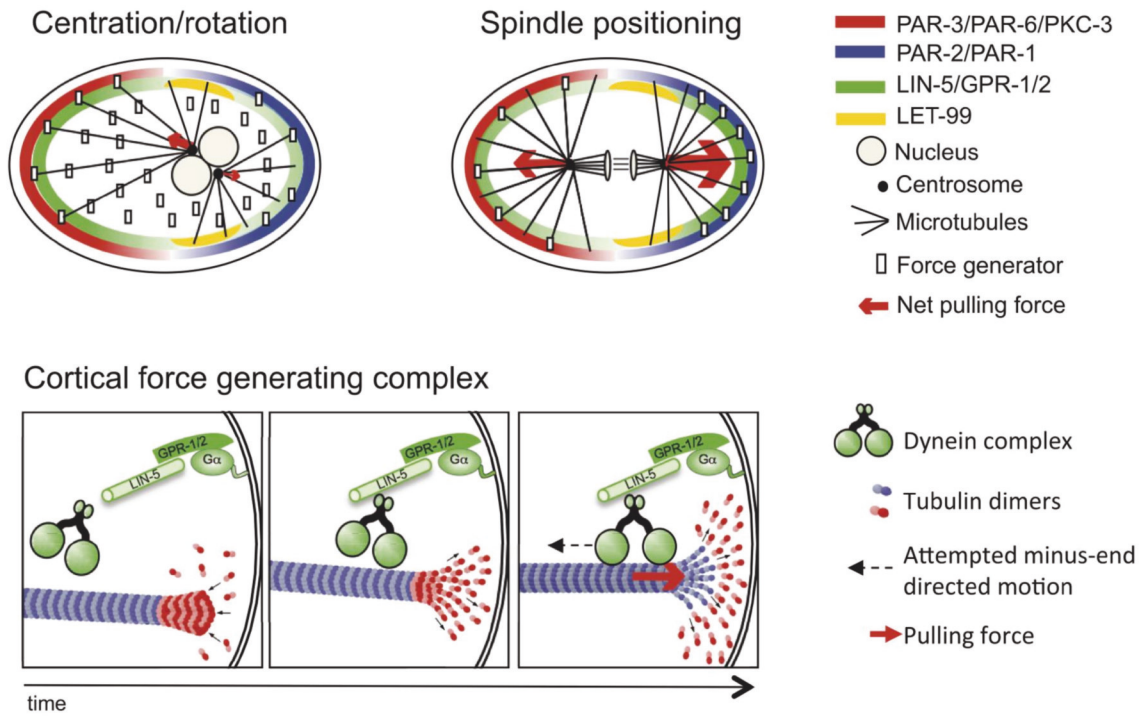 Centration/rotation
Spindle positioning
PAR-3/PAR-6/PKC-3
PAR-2/PAR-1
LIN-5/GPR-1/2
LET-99
Nucleus
Centrosome
Microtubules
Force generator
Net pulling force
Cortical force generating complex
GPR-1/2
Gα
LIN-5
GPR-1/2
Gα
LIN-5
GPR-1/2
Gα
LIN-5
time
Dynein complex
Tubulin dimers
Attempted minus-end
directed motion
Pulling force